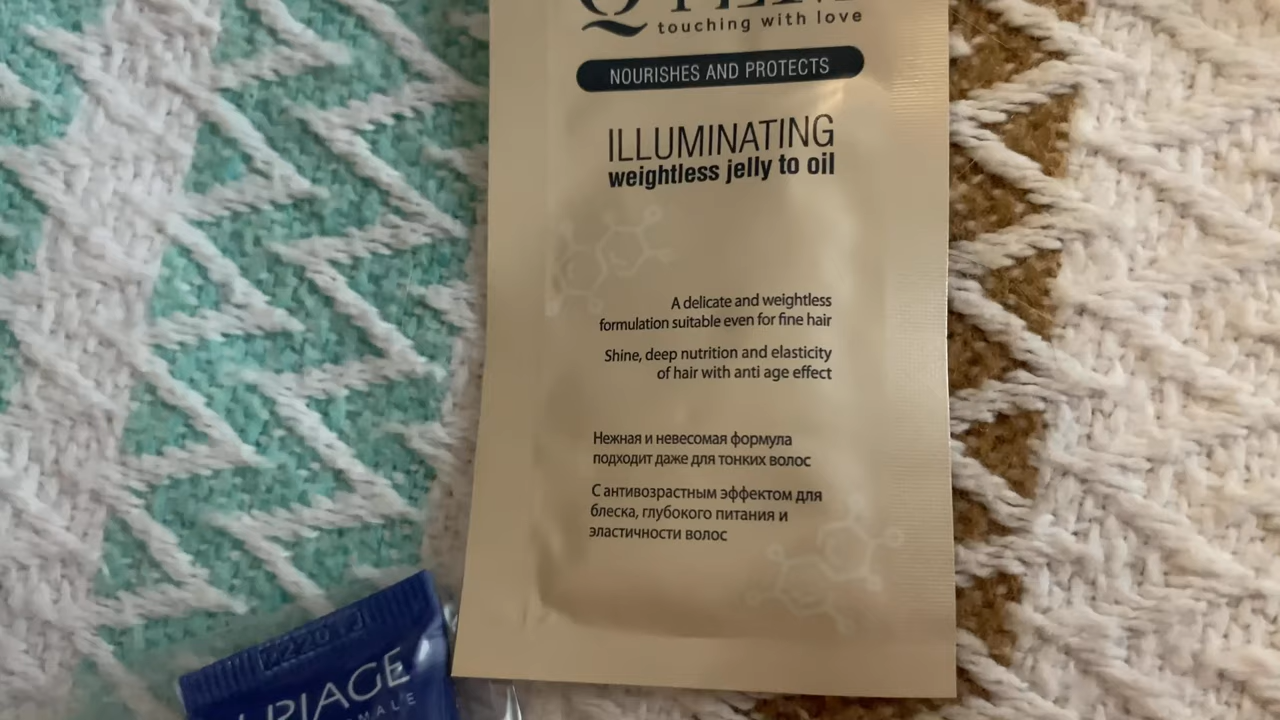 touching with love
NOURISHES AND PROTECTS
ILLUMINATING
weightless jelly to oil
A delicate and weightless
formulation suitable even for fine hair
Shine, deep nutrition and elasticity
of hair with anti age effect
Нежная и невесомая формула
подходит даже для тонких волос
С антивозрастным эффектом для
блеска, глубокого питания и
эластичности волос